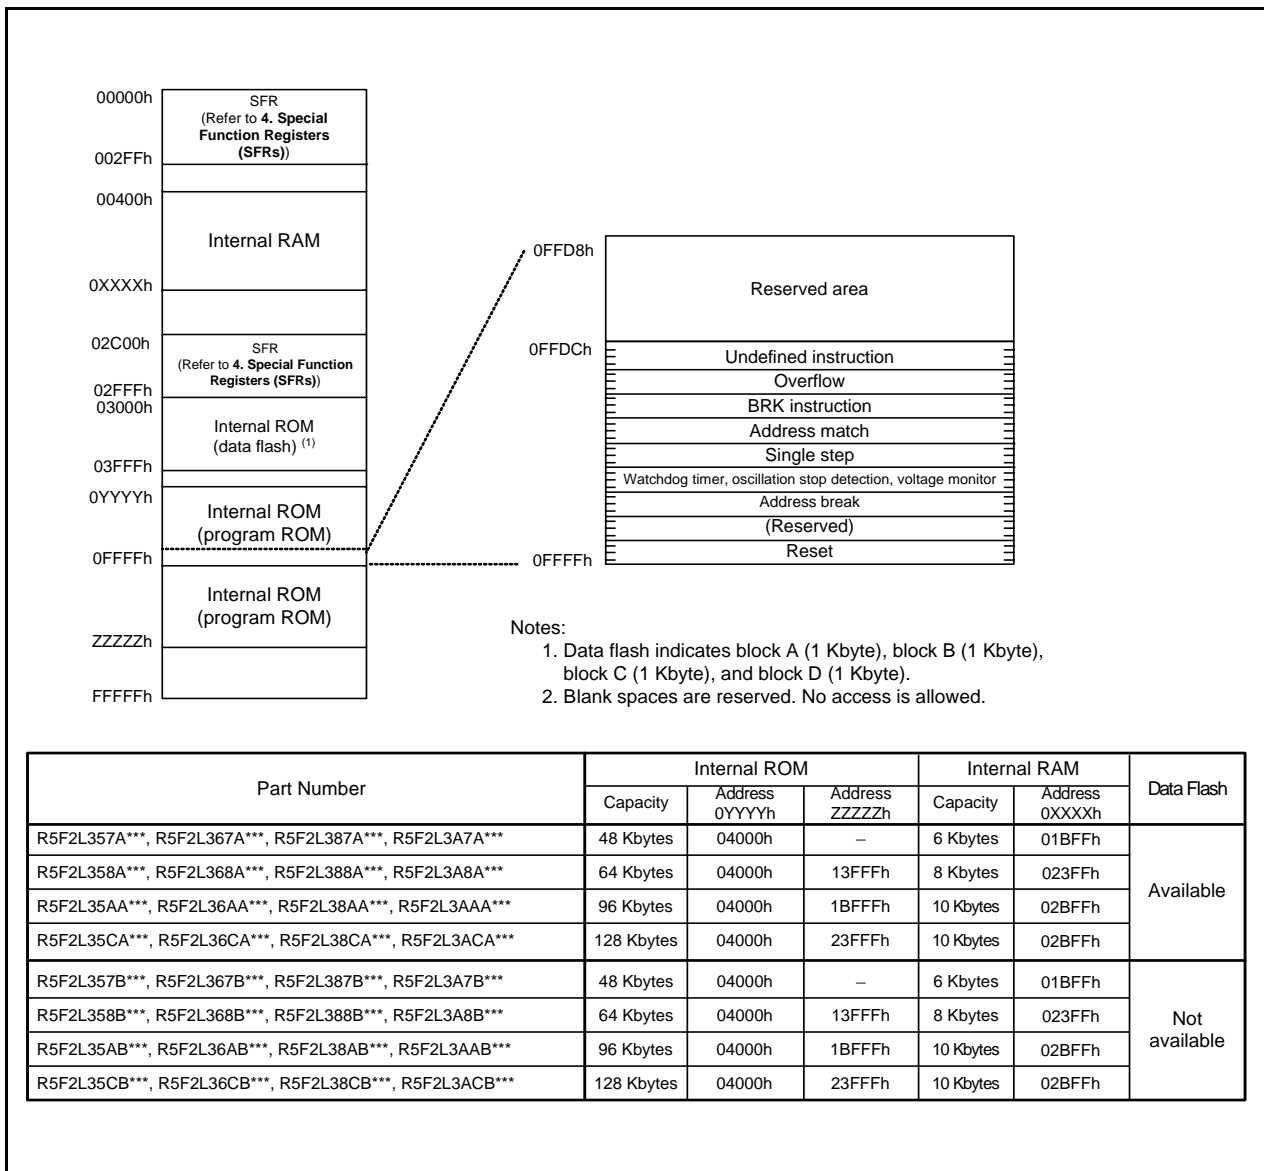 00000h
SFR
(Refer to 4. Special
Function Registers
(SFRs))
002FFh
00400h
Internal RAM
0XXXXh
02C00h
SFR
(Refer to 4. Special Function
Registers (SFRs))
02FFFh
03000h
Internal ROM
(data flash) (1)
03FFFh
0YYYYh
Internal ROM
(program ROM)
0FFFFh
Internal ROM
(program ROM)
ZZZZZh
FFFFFh
0FFD8h
Reserved area
0FFDCh
Undefined instruction
Overflow
BRK instruction
Address match
Single step
Watchdog timer, oscillation stop detection, voltage monitor
Address break
(Reserved)
Reset
0FFFFh
Notes:
1. Data flash indicates block A (1 Kbyte), block B (1 Kbyte),
block C (1 Kbyte), and block D (1 Kbyte).
2. Blank spaces are reserved. No access is allowed.
Part Number Internal ROM Internal RAM Data Flash
Capacity Address 0YYYYh Address ZZZZZh Capacity Address 0XXXXh
R5F2L357A***, R5F2L367A***, R5F2L387A***, R5F2L3A7A*** 48 Kbytes 04000h – 6 Kbytes 01BFFh
R5F2L358A***, R5F2L368A***, R5F2L388A***, R5F2L3A8A*** 64 Kbytes 04000h 13FFFh 8 Kbytes 023FFh
Available
R5F2L35AA***, R5F2L36AA***, R5F2L38AA***, R5F2L3AAA*** 96 Kbytes 04000h 1BFFFh 10 Kbytes 02BFFh
R5F2L35CA***, R5F2L36CA***, R5F2L38CA***, R5F2L3ACA*** 128 Kbytes 04000h 23FFFh 10 Kbytes 02BFFh
R5F2L357B***, R5F2L367B***, R5F2L387B***, R5F2L3A7B*** 48 Kbytes 04000h – 6 Kbytes 01BFFh
R5F2L358B***, R5F2L368B***, R5F2L388B***, R5F2L3A8B*** 64 Kbytes 04000h 13FFFh 8 Kbytes 023FFh
Not
available
R5F2L35AB***, R5F2L36AB***, R5F2L38AB***, R5F2L3AAB*** 96 Kbytes 04000h 1BFFFh 10 Kbytes 02BFFh
R5F2L35CB***, R5F2L36CB***, R5F2L38CB***, R5F2L3ACB*** 128 Kbytes 04000h 23FFFh 10 Kbytes 02BFFh